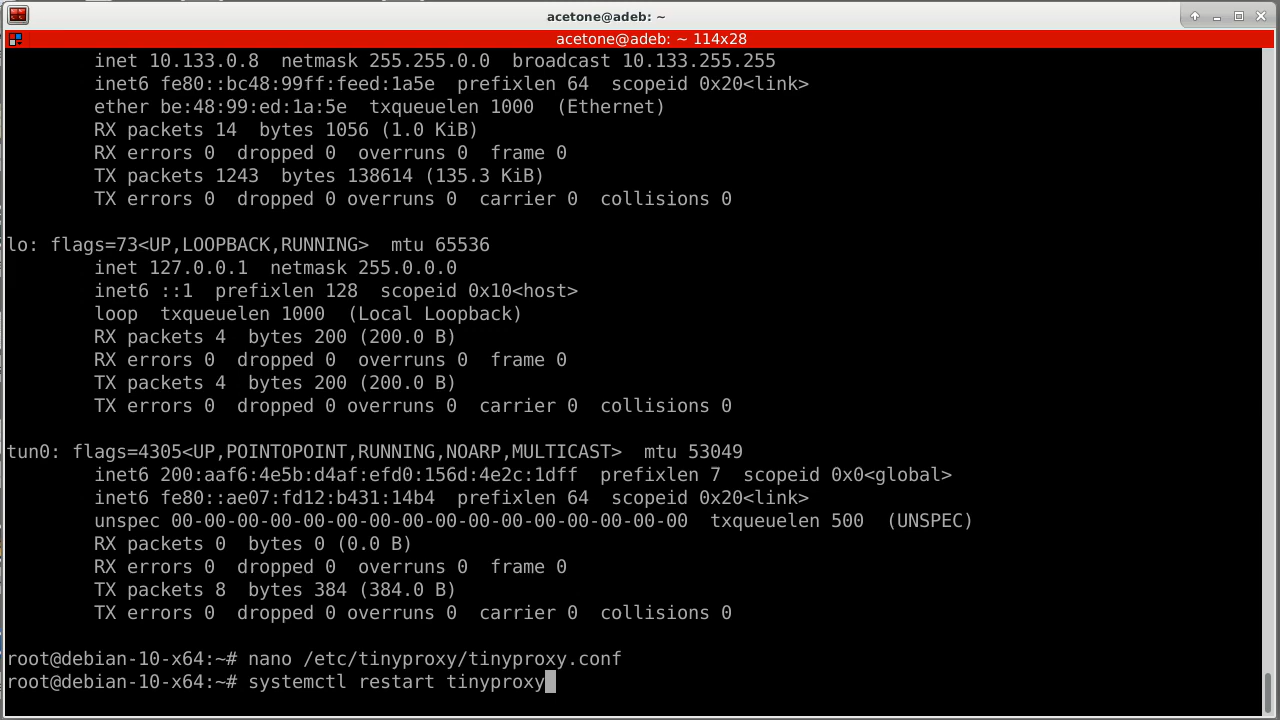 acetone@adeb: ~
acetone@adeb: ~ 114x28
inet 10.133.0.8  netmask 255.255.0.0  broadcast 10.133.255.255
inet6 fe80::bc48:99ff:feed:1a5e  prefixlen 64  scopeid 0x20<link>
ether be:48:99:ed:1a:5e  txqueuelen 1000  (Ethernet)
RX packets 14  bytes 1056 (1.0 KiB)
RX errors 0  dropped 0  overruns 0  frame 0
TX packets 1243  bytes 138614 (135.3 KiB)
TX errors 0  dropped 0 overruns 0  carrier 0  collisions 0
lo: flags=73<UP,LOOPBACK,RUNNING>  mtu 65536
inet 127.0.0.1  netmask 255.0.0.0
inet6 ::1  prefixlen 128  scopeid 0x10<host>
loop  txqueuelen 1000  (Local Loopback)
RX packets 4  bytes 200 (200.0 B)
RX errors 0  dropped 0  overruns 0  frame 0
TX packets 4  bytes 200 (200.0 B)
TX errors 0  dropped 0 overruns 0  carrier 0  collisions 0
tun0: flags=4305<UP,POINTOPOINT,RUNNING,NOARP,MULTICAST>  mtu 53049
inet6 200:aaf6:4e5b:d4af:efd0:156d:4e2c:1dff  prefixlen 7  scopeid 0x0<global>
inet6 fe80::ae07:fd12:b431:14b4  prefixlen 64  scopeid 0x20<link>
unspec 00-00-00-00-00-00-00-00-00-00-00-00-00-00-00-00  txqueuelen 500  (UNSPEC)
RX packets 0  bytes 0 (0.0 B)
RX errors 0  dropped 0  overruns 0  frame 0
TX packets 8  bytes 384 (384.0 B)
TX errors 0  dropped 0 overruns 0  carrier 0  collisions 0
root@debian-10-x64:~# nano /etc/tinyproxy/tinyproxy.conf
root@debian-10-x64:~# systemctl restart tinyproxy